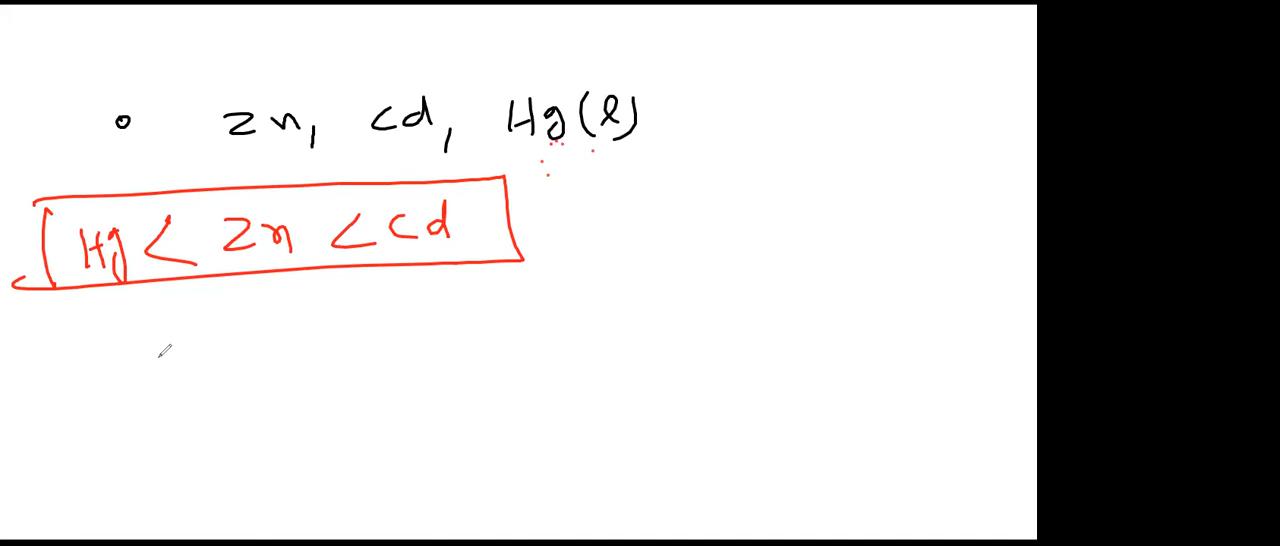 Zn, Cd, Hg(l)
Hg < Zn < Cd